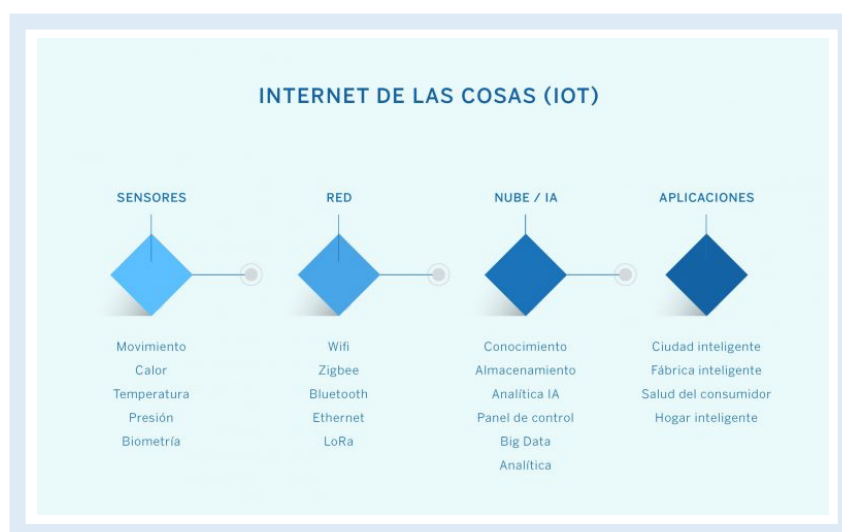 INTERNET DE LAS COSAS (IOT)
SENSORES
Movimiento
Calor
Temperatura
Presión
Biometría
RED
Wifi
Zigbee
Bluetooth
Ethernet
LoRa
NUBE / IA
Conocimiento
Almacenamiento
Analítica IA
Panel de control
Big Data
Analítica
APLICACIONES
Ciudad inteligente
Fábrica inteligente
Salud del consumidor
Hogar inteligente